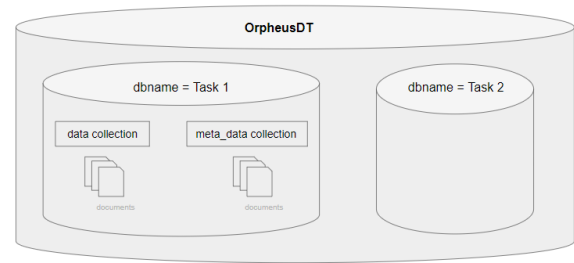 OrpheusDT
dbname = Task 1
dbname = Task 2
data collection
meta_data collection
documents
documents